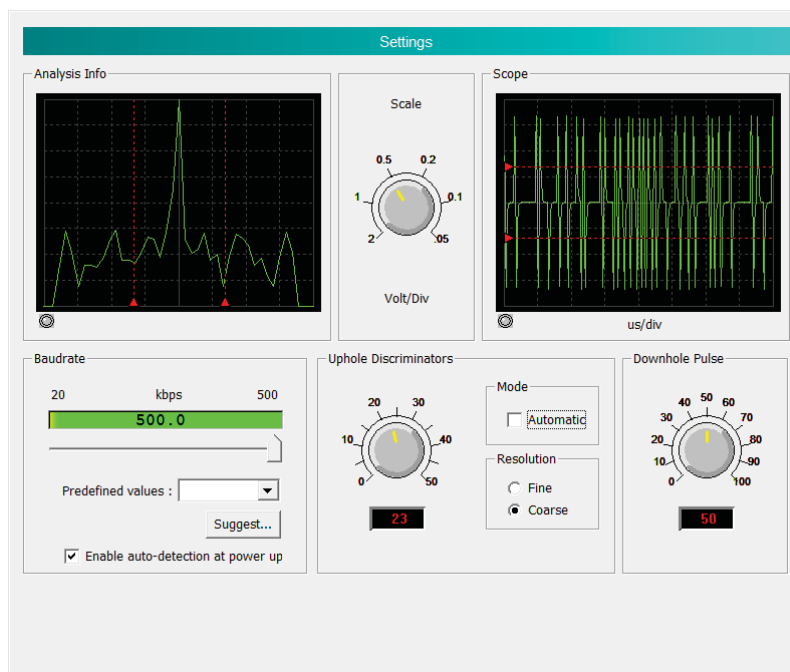 Settings
Analysis Info
Scale
0.5 0.2
1 0.1
2 .05
Volt/Div
Scope
us/div
Baudrate
20 kbps 500
500.0
Predefined values :
Suggest...
Enable auto-detection at power up
Uphole Discriminators
20 30
10 40
0 50
23
Mode
Automatic
Resolution
Fine
Coarse
Downhole Pulse
40 50 60
30 70
20 80
10 90
0 100
50